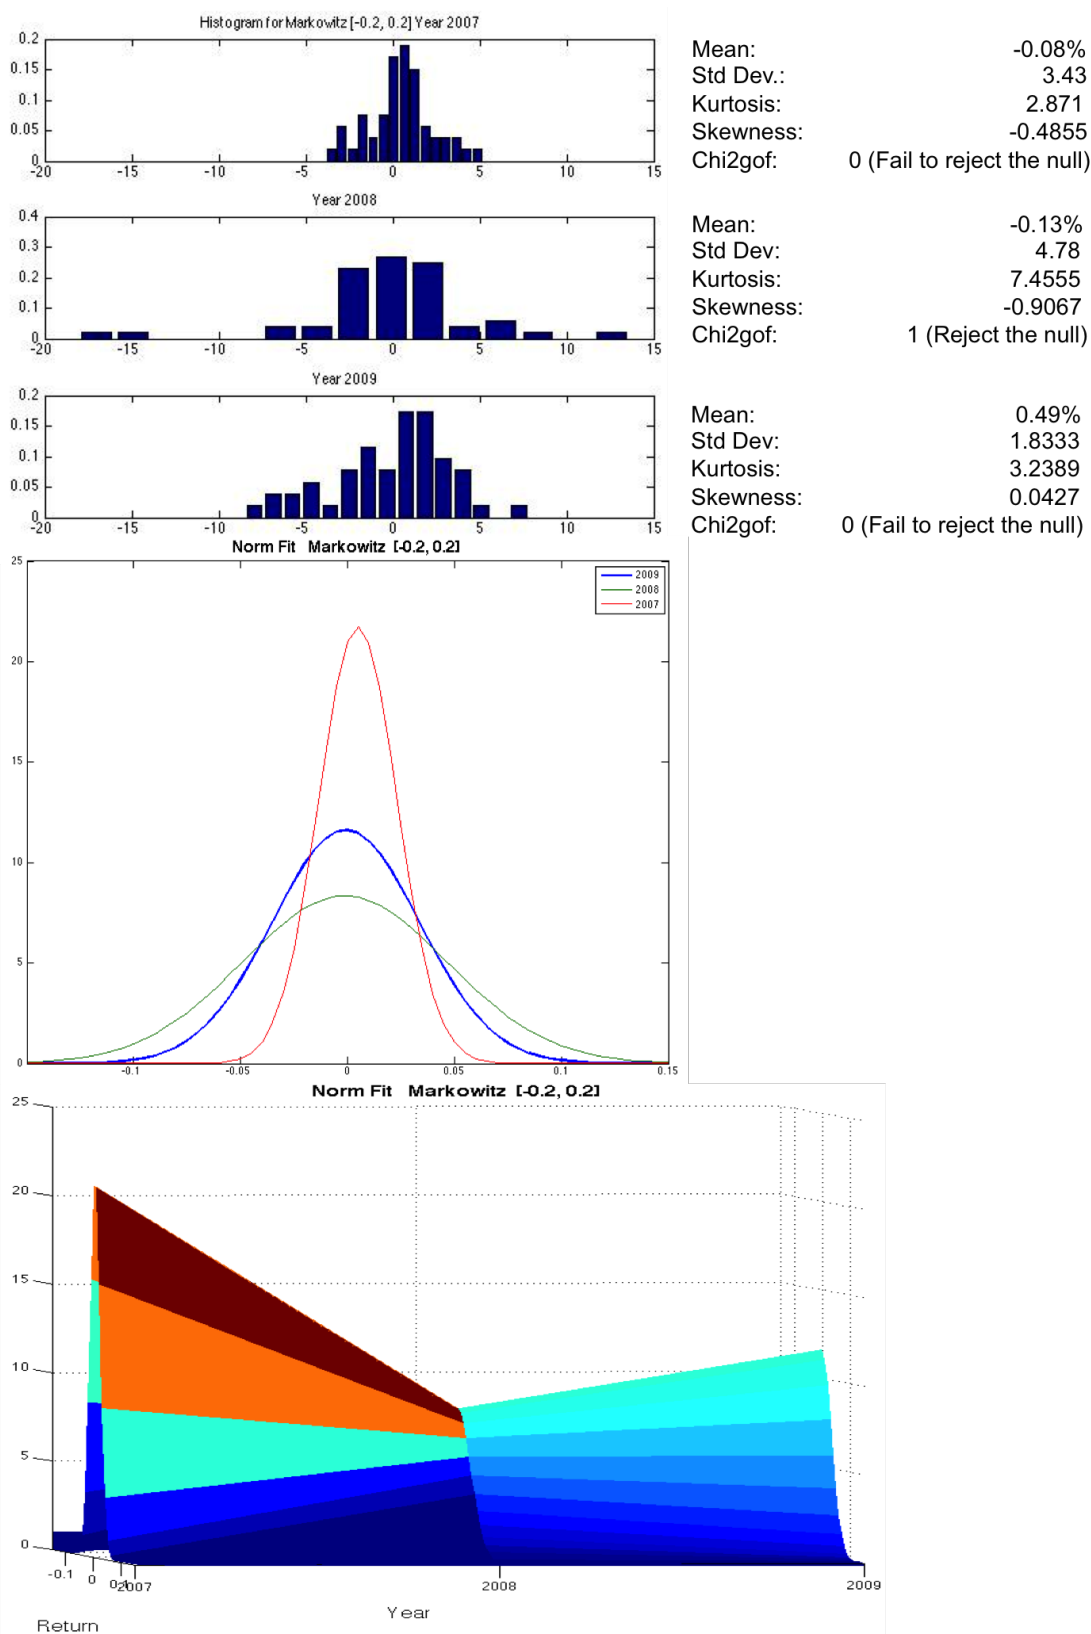 Histogram for Markowitz [-0.2, 0.2] Year 2007
0.2
0.15
0.1
0.05
0
-20 -15 -10 -5 0 5 10 15
Mean: -0.08%
Std Dev.: 3.43
Kurtosis: 2.871
Skewness: -0.4855
Chi2gof: 0 (Fail to reject the null)
Year 2008
0.4
0.3
0.2
0.1
0
-20 -15 -10 -5 0 5 10 15
Mean: -0.13%
Std Dev: 4.78
Kurtosis: 7.4555
Skewness: -0.9067
Chi2gof: 1 (Reject the null)
Year 2009
0.2
0.15
0.1
0.05
0
-20 -15 -10 -5 0 5 10 15
Mean: 0.49%
Std Dev: 1.8333
Kurtosis: 3.2389
Skewness: 0.0427
Chi2gof: 0 (Fail to reject the null)
Norm Fit Markowitz [-0.2, 0.2]
25
20
15
10
5
0
-0.1 -0.05 0 0.05 0.1 0.15
2009
2008
2007
Norm Fit Markowitz [-0.2, 0.2]
25
20
15
10
5
0
-0.1 0 0.1
2007 2008 2009
Year
Return